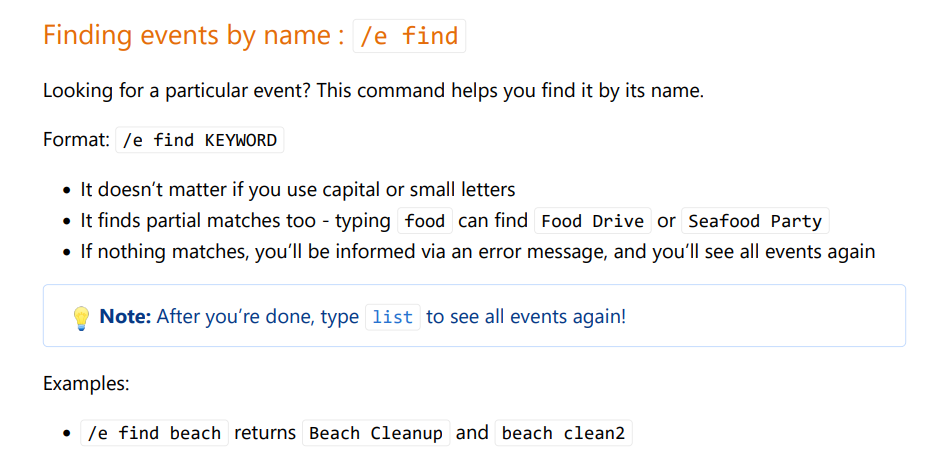 Finding events by name : /e find
Looking for a particular event? This command helps you find it by its name.
Format: /e find KEYWORD
• It doesn’t matter if you use capital or small letters
• It finds partial matches too - typing food can find Food Drive or Seafood Party
• If nothing matches, you’ll be informed via an error message, and you’ll see all events again
💡 Note: After you’re done, type list to see all events again!
Examples:
• /e find beach returns Beach Cleanup and beach clean2